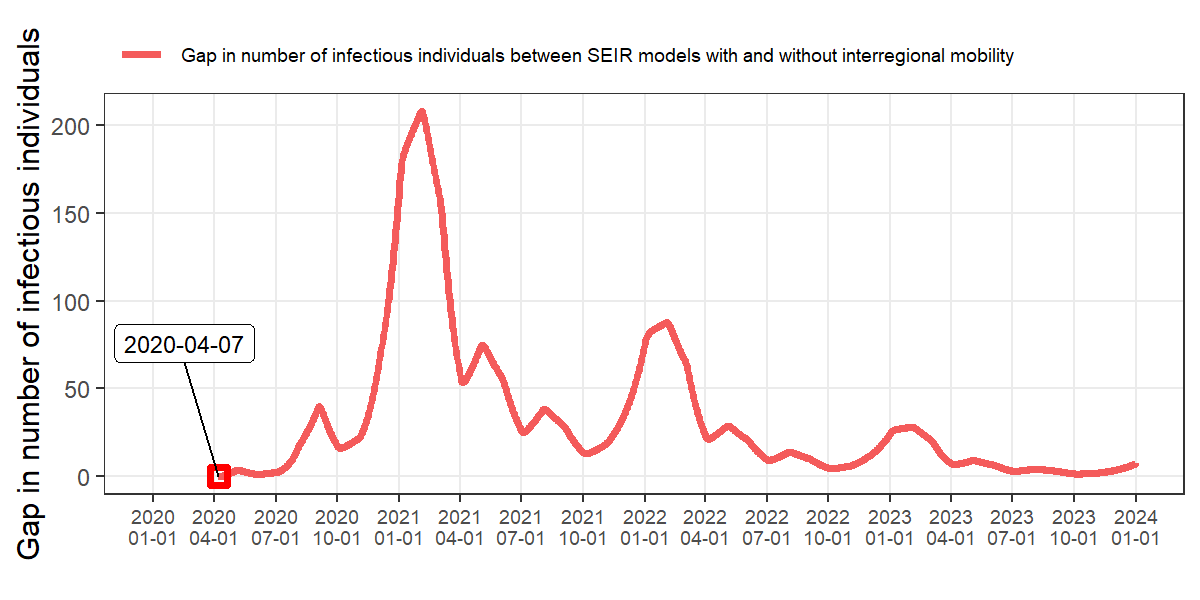 Gap in number of infectious individuals between SEIR models with and without interregional mobility
Gap in number of infectious individuals
200
150
100
50
0
2020-04-07
2020 2020 2020 2020 2021 2021 2021 2021 2022 2022 2022 2022 2023 2023 2023 2023 2024
01-01 04-01 07-01 10-01 01-01 04-01 07-01 10-01 01-01 04-01 07-01 10-01 01-01 04-01 07-01 10-01 01-01